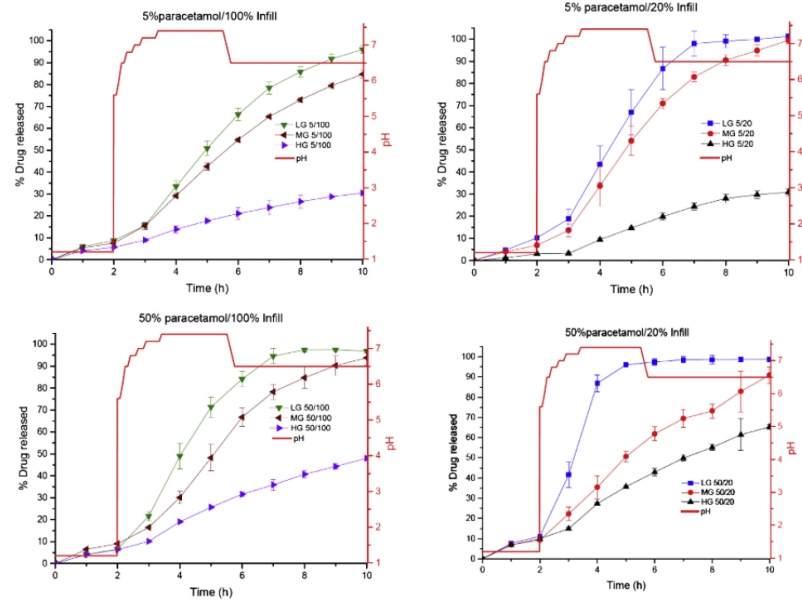 5%paracetamol/100% Infill
% Drug released
100
90
80
70
60
50
40
30
20
10
0
LG 5/100
MG 5/100
HG 5/100
pH
7
6
5
4
3
2
1
pH
0 2 4 6 8 10
Time (h)
5% paracetamol/20% Infill
% Drug released
100
90
80
70
60
50
40
30
20
10
0
LG 5/20
MG 5/20
HG 5/20
pH
7
6
5
4
3
2
1
pH
0 2 4 6 8 10
Time (h)
50% paracetamol/100% Infill
% Drug released
100
90
80
70
60
50
40
30
20
10
0
LG 50/100
MG 50/100
HG 50/100
pH
7
6
5
4
3
2
1
pH
0 2 4 6 8 10
Time (h)
50%paracetamol/20% Infill
% Drug released
100
90
80
70
60
50
40
30
20
10
0
LG 50/20
MG 50/20
HG 50/20
pH
7
6
5
4
3
2
1
pH
0 2 4 6 8 10
Time (h)